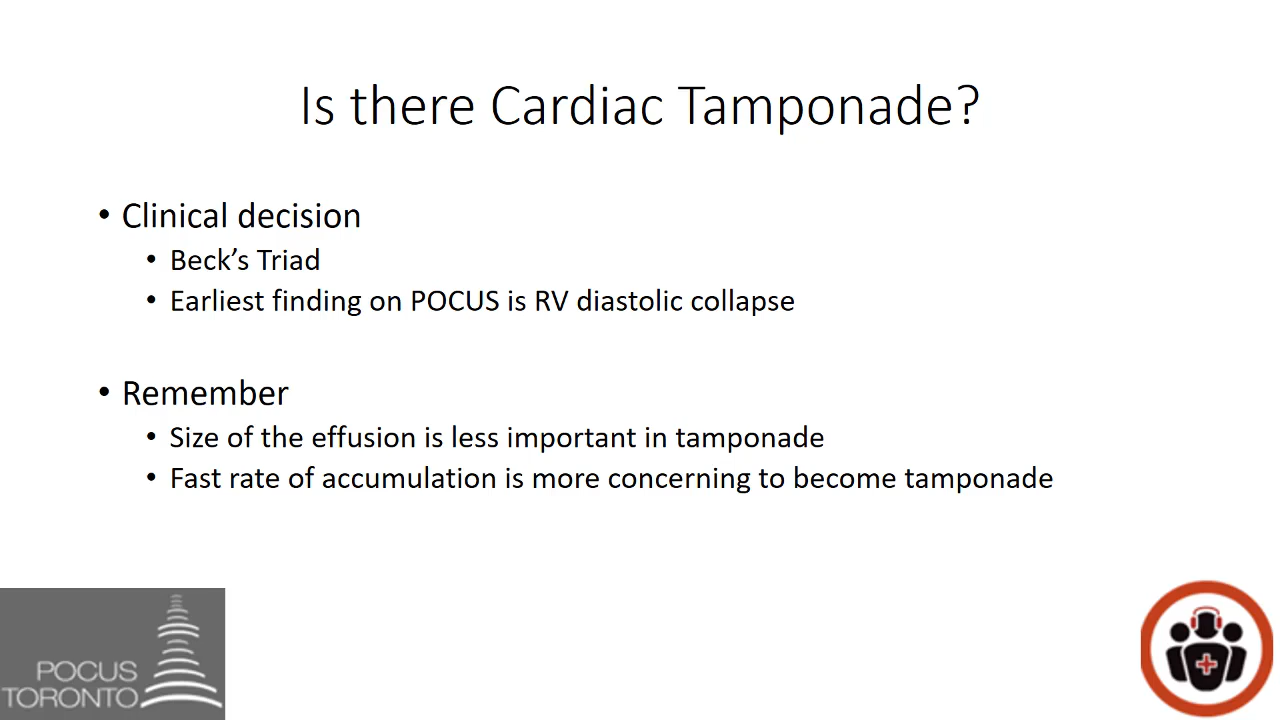 Is there Cardiac Tamponade?
• Clinical decision
• Beck’s Triad
• Earliest finding on POCUS is RV diastolic collapse
• Remember
• Size of the effusion is less important in tamponade
• Fast rate of accumulation is more concerning to become tamponade
POCUS
TORONTO